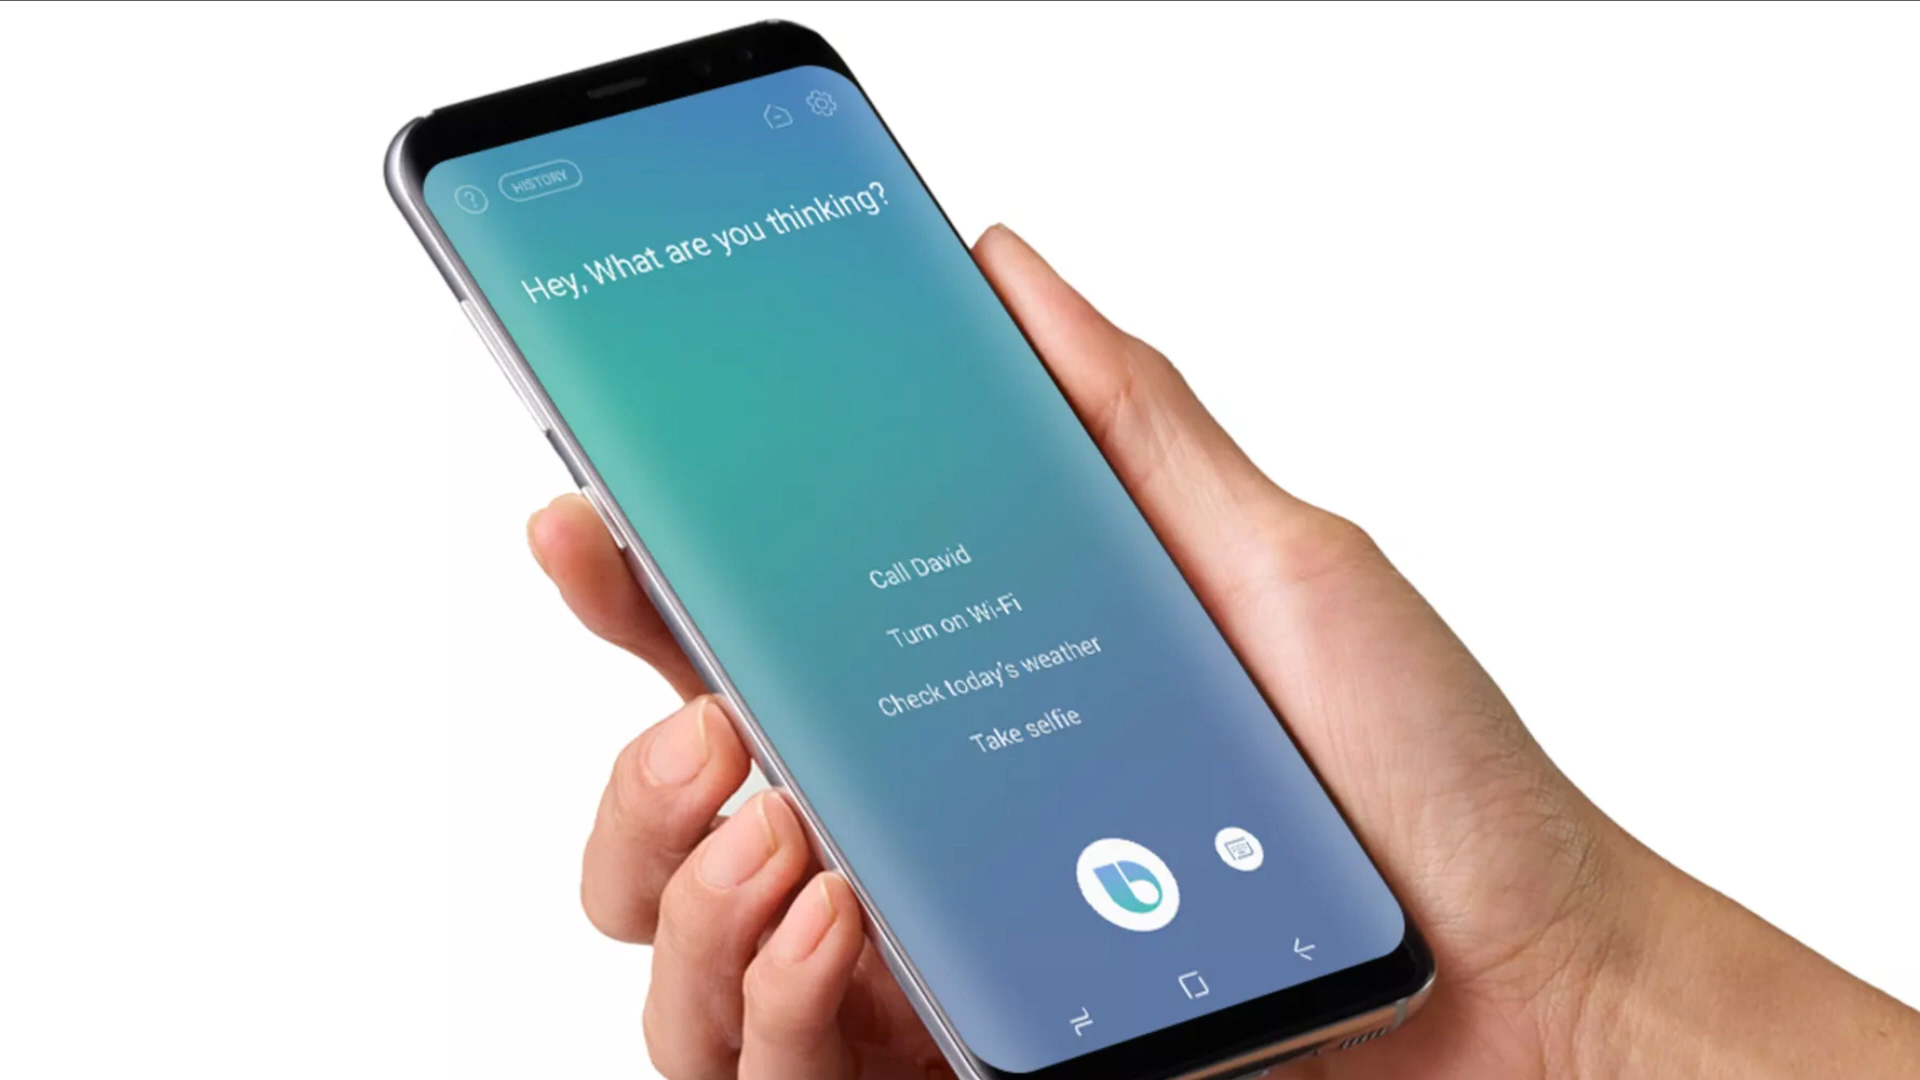 ?
HISTORY
Hey, What are you thinking?
Call David
Turn on Wi-Fi
Check today's weather
Take selfie
b